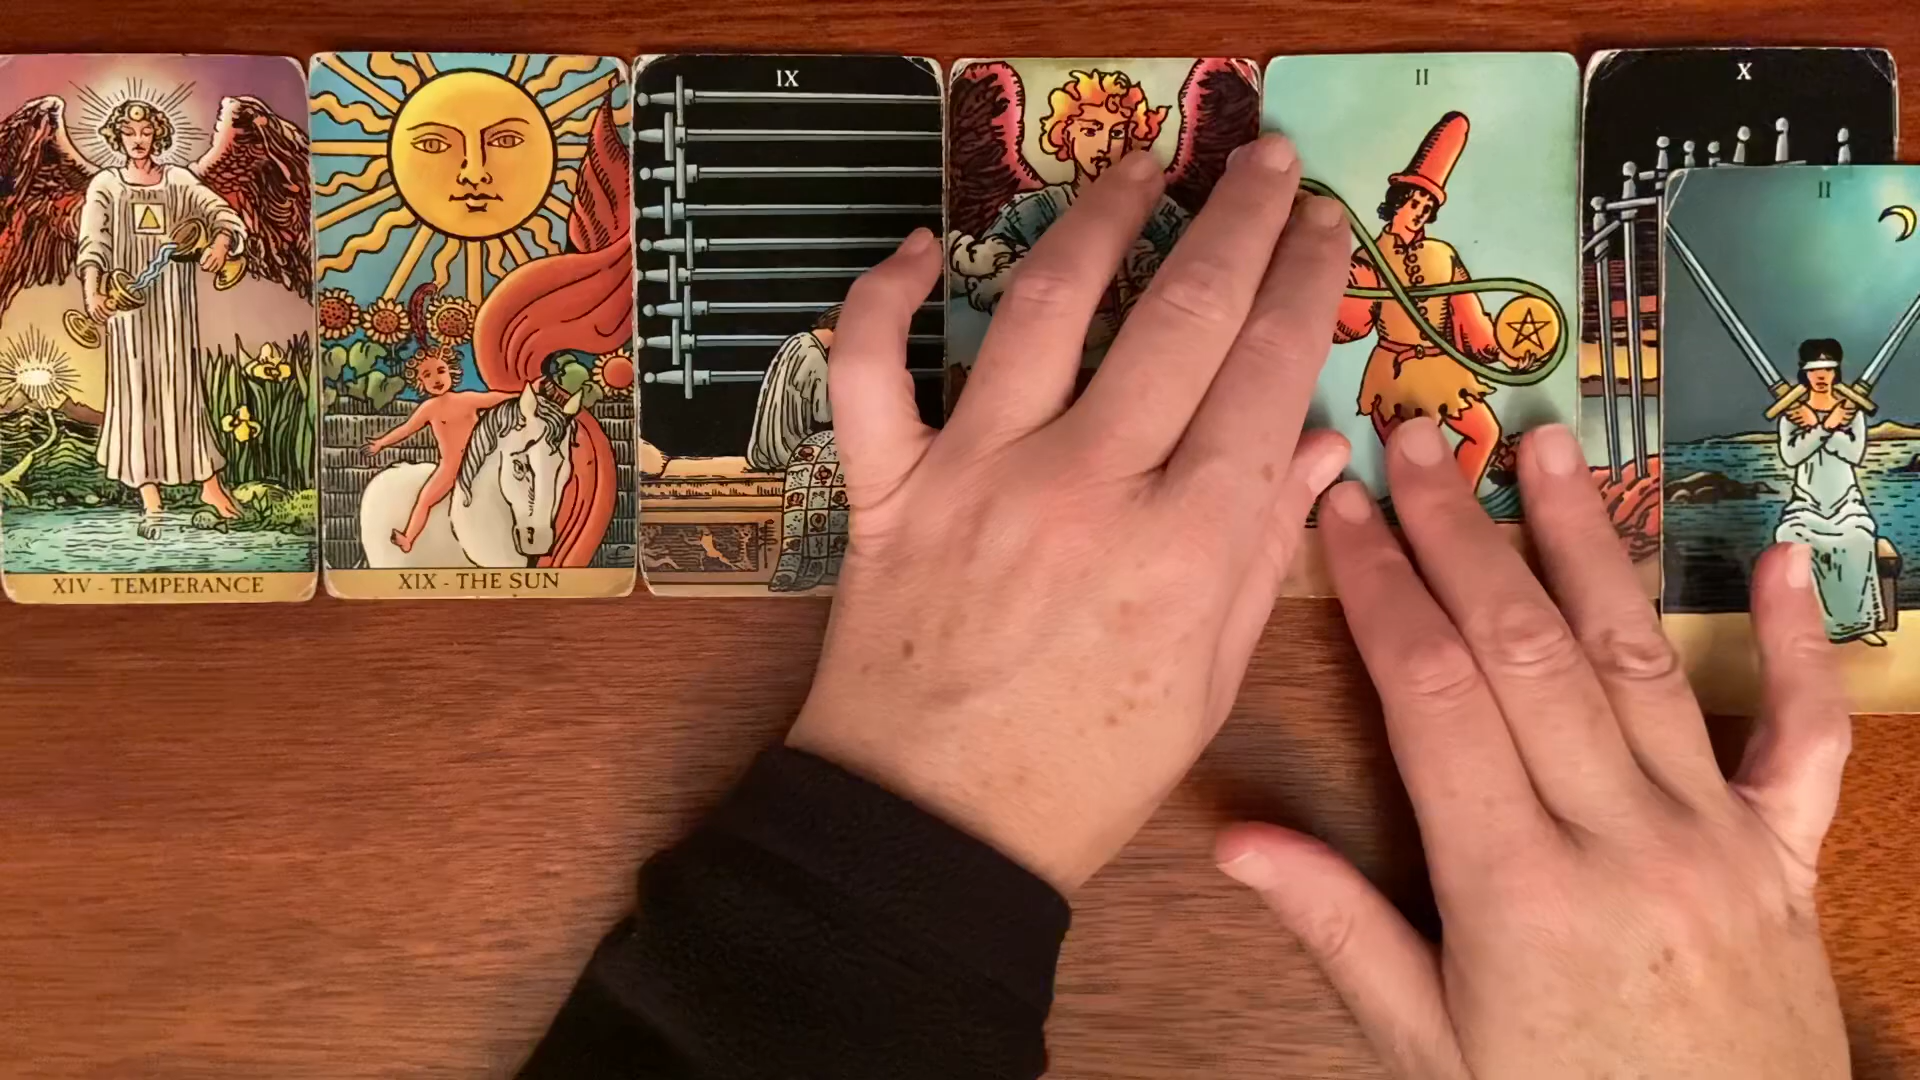 IX
II
X
II
XIV - TEMPERANCE
XIX - THE SUN